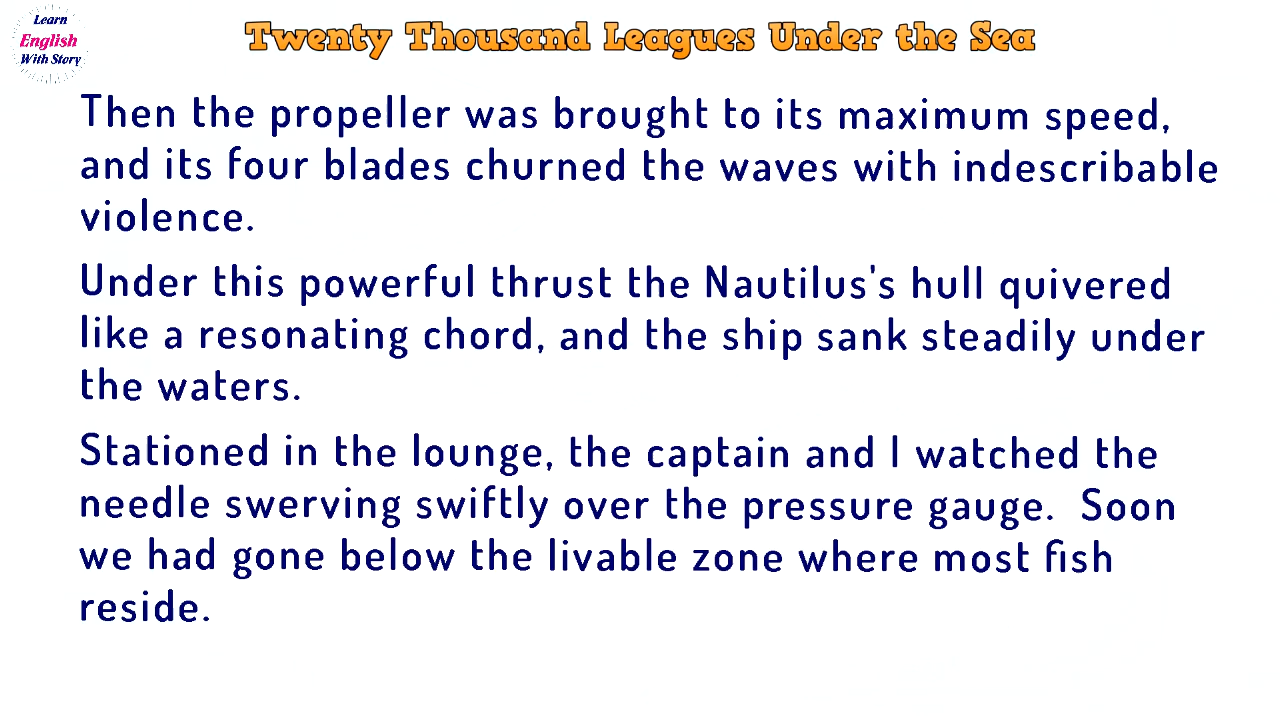 Learn
English
With Story
Twenty Thousand Leagues Under the Sea
Then the propeller was brought to its maximum speed,
and its four blades churned the waves with indescribable
violence.
Under this powerful thrust the Nautilus's hull quivered
like a resonating chord, and the ship sank steadily under
the waters.
Stationed in the lounge, the captain and I watched the
needle swerving swiftly over the pressure gauge.  Soon
we had gone below the livable zone where most fish
reside.